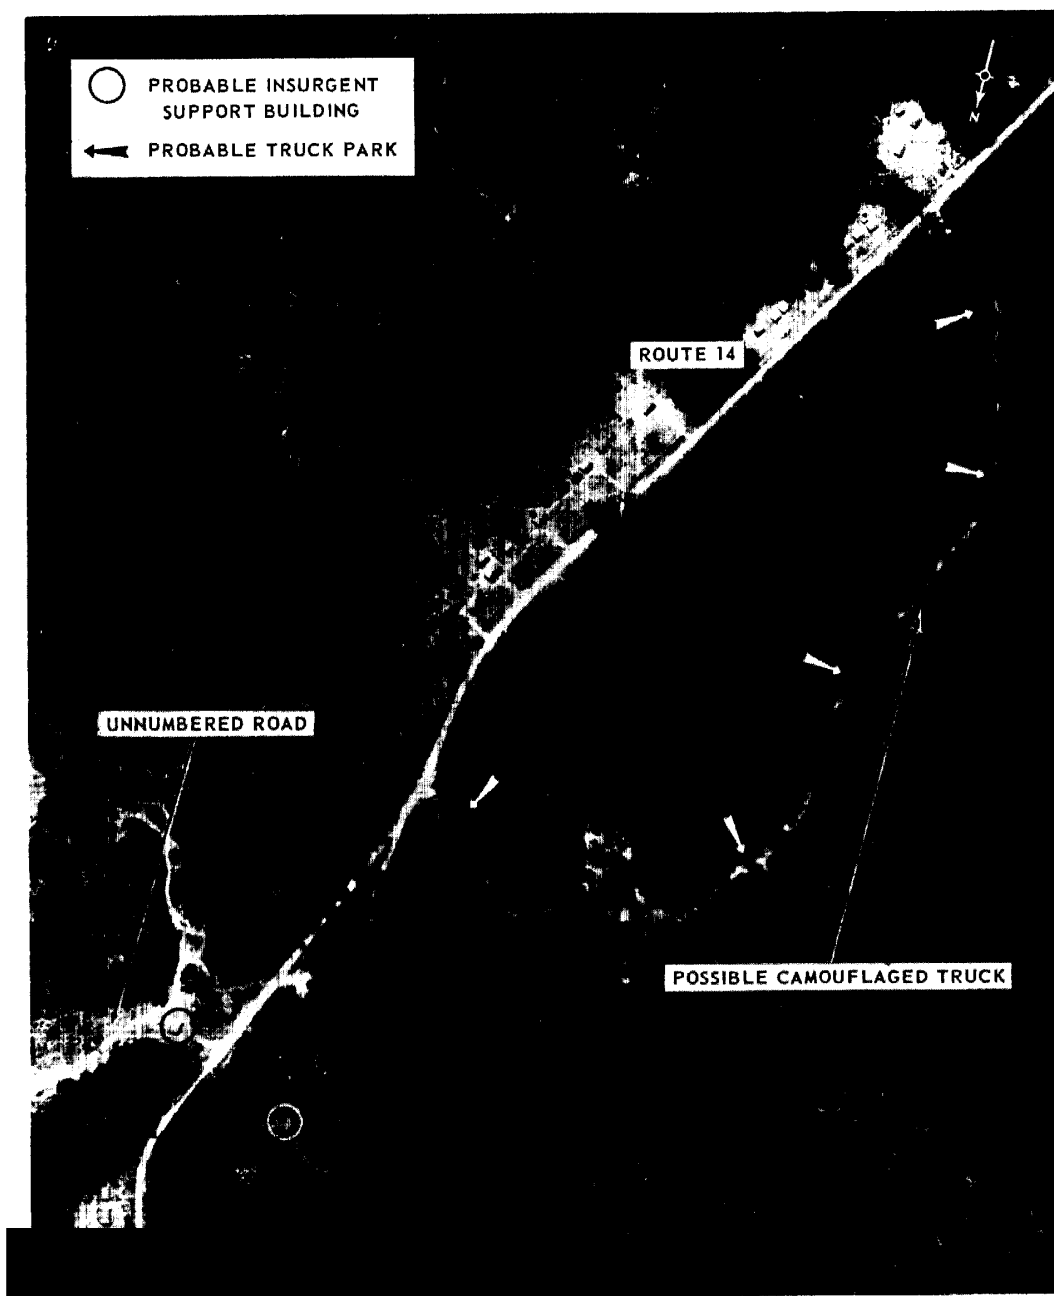 PROBABLE INSURGENT
SUPPORT BUILDING
PROBABLE TRUCK PARK
N
ROUTE 14
UNNUMBERED ROAD
POSSIBLE CAMOUFLAGED TRUCK